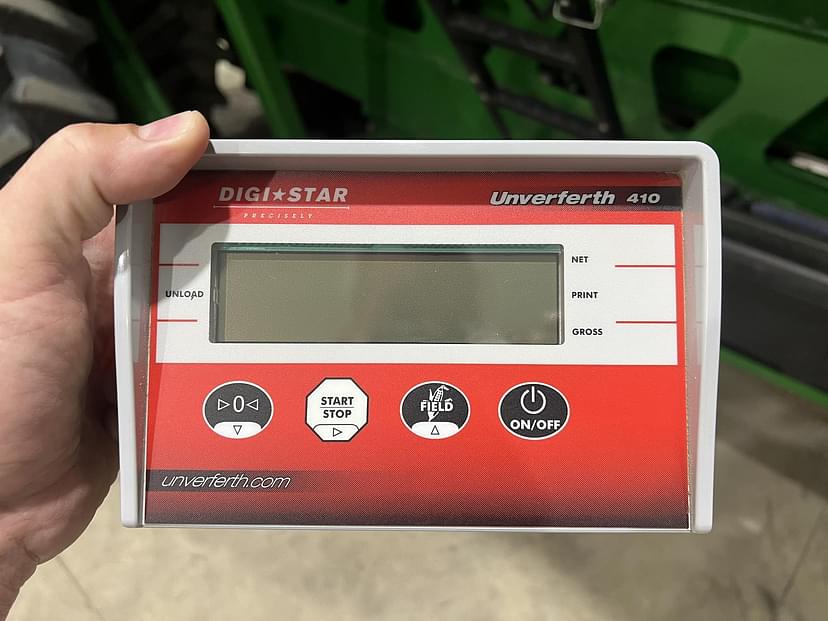 DIGI★STAR
PRECISELY
Unverferth 410
NET
UNLOAD
PRINT
GROSS
▷0◁
▽
START
STOP
▷
FIELD
△
ON/OFF
unverferth.com